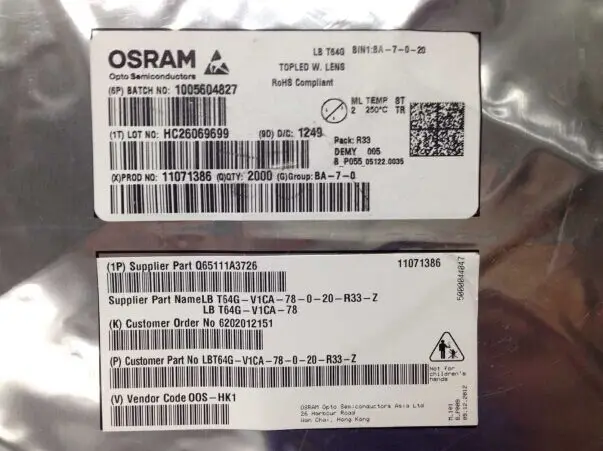 OSRAM
Opto Semiconductors
LB T64G BIN1:BA-7-0-20
TOPLED W. LENS
RoHS Compliant
(6P) BATCH NO: 1005604827
ML TEMP ST
2 250°C TR
(1T) LOT NO: HC26069699 (9D) D/C: 1249
Pack: R33
DEMY 005
B_P055_05122.0035
(X)PROD NO: 11071386 (Q)QTY: 2000 (G)Group: BA-7-0
(1P) Supplier Part Q65111A3726 11071386
5000044047
Supplier Part NameLB T64G-V1CA-78-0-20-R33-Z
LB T64G-V1CA-78
(K) Customer Order No 6202012151
(P) Customer Part No LBT64G-V1CA-78-0-20-R33-Z
Not for
children's
hands
(V) Vendor Code OOS-HK1
OSRAM Opto Semiconductors Asia Ltd
26 Harbour Road
Wan Chai, Hong Kong
05.12.2012